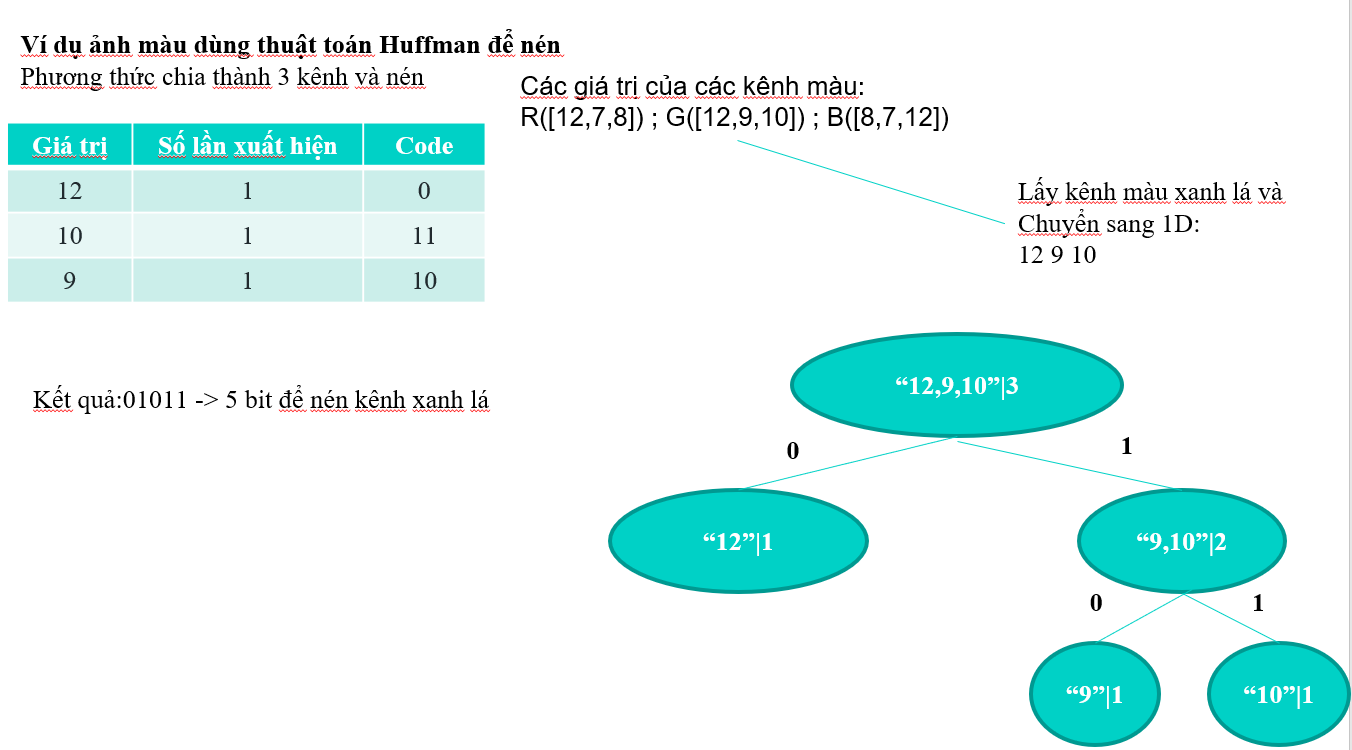 Ví dụ ảnh màu dùng thuật toán Huffman để nén
Phương thức chia thành 3 kênh và nén
Các giá trị của các kênh màu:
R([12,7,8]) ; G([12,9,10]) ; B([8,7,12])
Giá trị Số lần xuất hiện Code
12 1 0
10 1 11
9 1 10
Lấy kênh màu xanh lá và
Chuyển sang 1D:
12 9 10
Kết quả:01011 -> 5 bit để nén kênh xanh lá
“12,9,10”|3
0 1
“12”|1 “9,10”|2
0 1
“9”|1 “10”|1